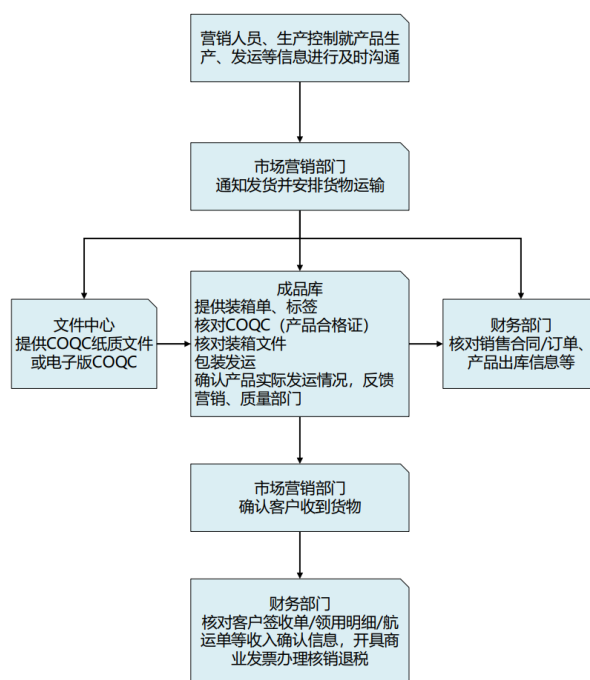 营销人员、生产控制就产品生
产、发运等信息进行及时沟通
市场营销部门
通知发货并安排货物运输
文件中心
提供COQC纸质文件
或电子版COQC
成品库
提供装箱单、标签
核对COQC（产品合格证）
核对装箱文件
包装发运
确认产品实际发运情况，反馈
营销、质量部门
财务部门
核对销售合同/订单、
产品出库信息等
市场营销部门
确认客户收到货物
财务部门
核对客户签收单/领用明细/航
运单等收入确认信息，开具商
业发票办理核销退税